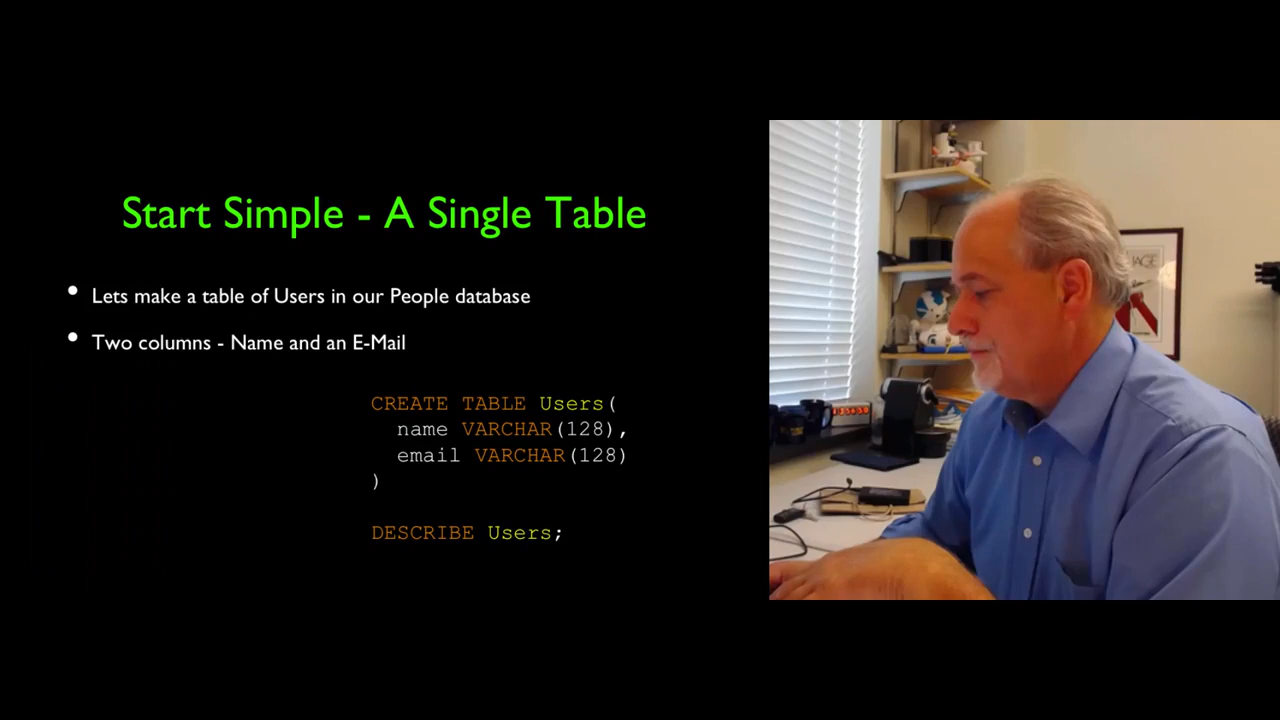 Start Simple - A Single Table
• Lets make a table of Users in our People database
• Two columns - Name and an E-Mail
CREATE TABLE Users(
name VARCHAR(128),
email VARCHAR(128)
)
DESCRIBE Users;